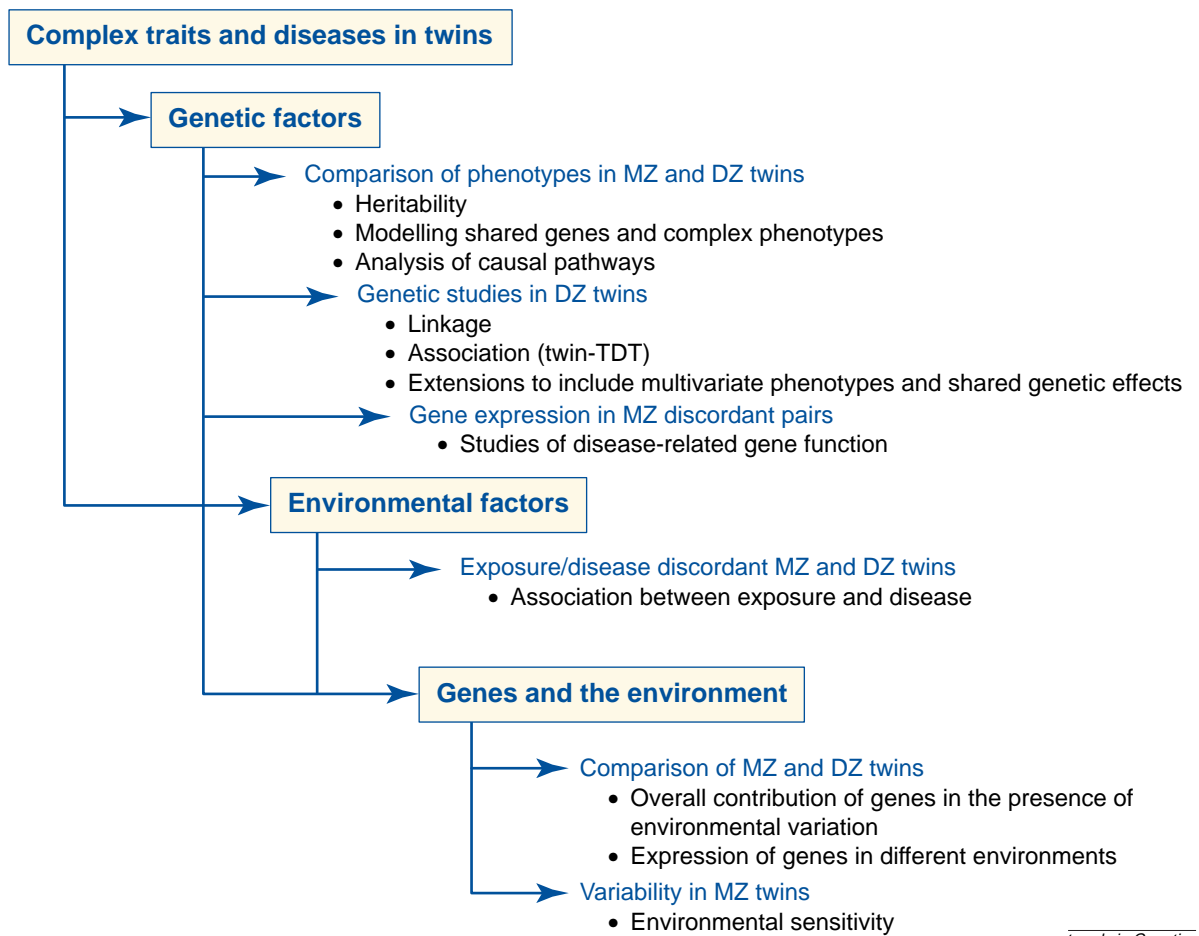 Complex traits and diseases in twins
Genetic factors
Comparison of phenotypes in MZ and DZ twins
• Heritability
• Modelling shared genes and complex phenotypes
• Analysis of causal pathways
Genetic studies in DZ twins
• Linkage
• Association (twin-TDT)
• Extensions to include multivariate phenotypes and shared genetic effects
Gene expression in MZ discordant pairs
• Studies of disease-related gene function
Environmental factors
Exposure/disease discordant MZ and DZ twins
• Association between exposure and disease
Genes and the environment
Comparison of MZ and DZ twins
• Overall contribution of genes in the presence of
environmental variation
• Expression of genes in different environments
Variability in MZ twins
• Environmental sensitivity